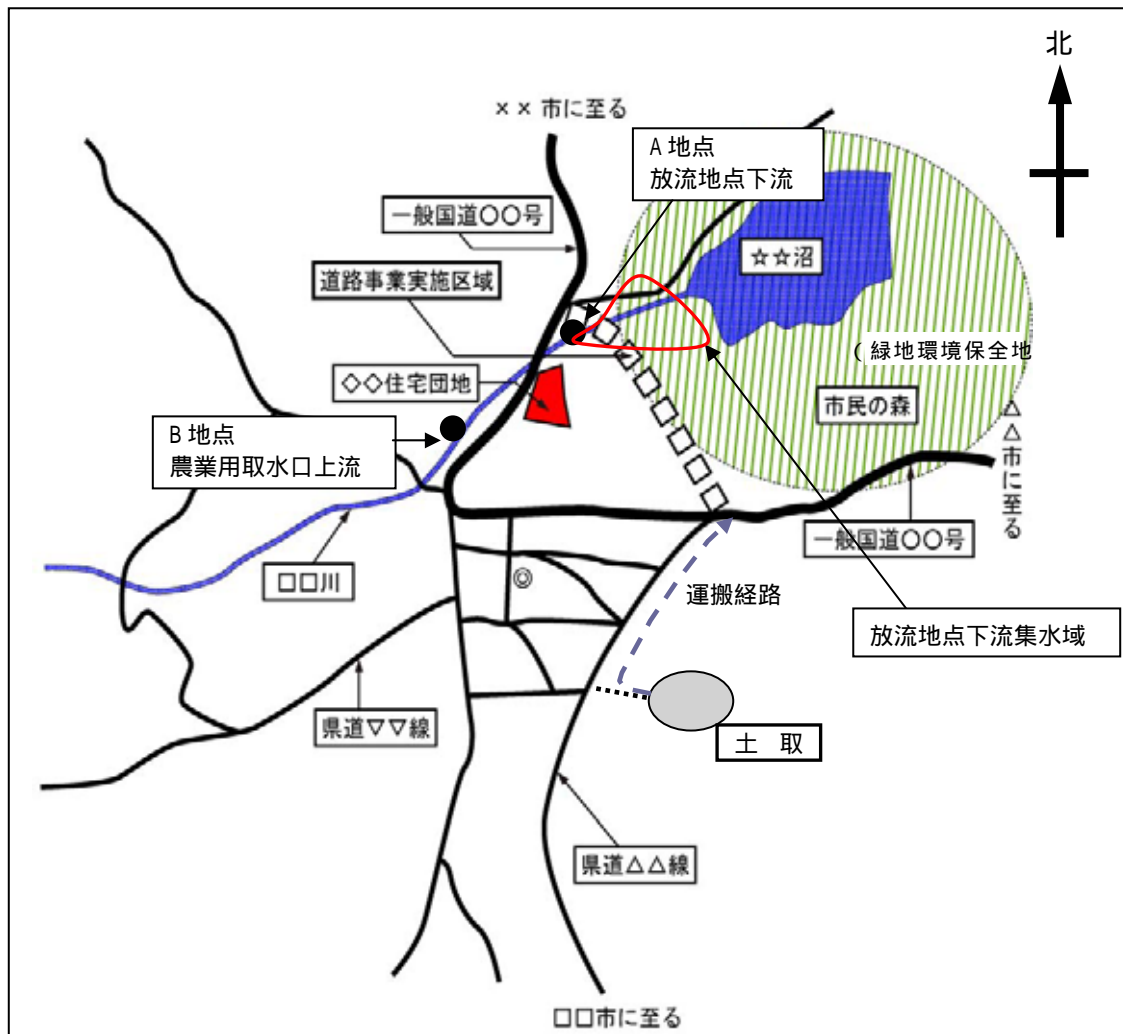 北
××市に至る
A地点
放流地点下流
一般国道○○号
☆☆沼
道路事業実施区域
(緑地環境保全地
◇◇住宅団地
市民の森
B地点
農業用取水口上流
△△市に至る
一般国道○○号
□□川
◎
運搬経路
放流地点下流集水域
県道▽▽線
土 取
県道△△線
□□市に至る